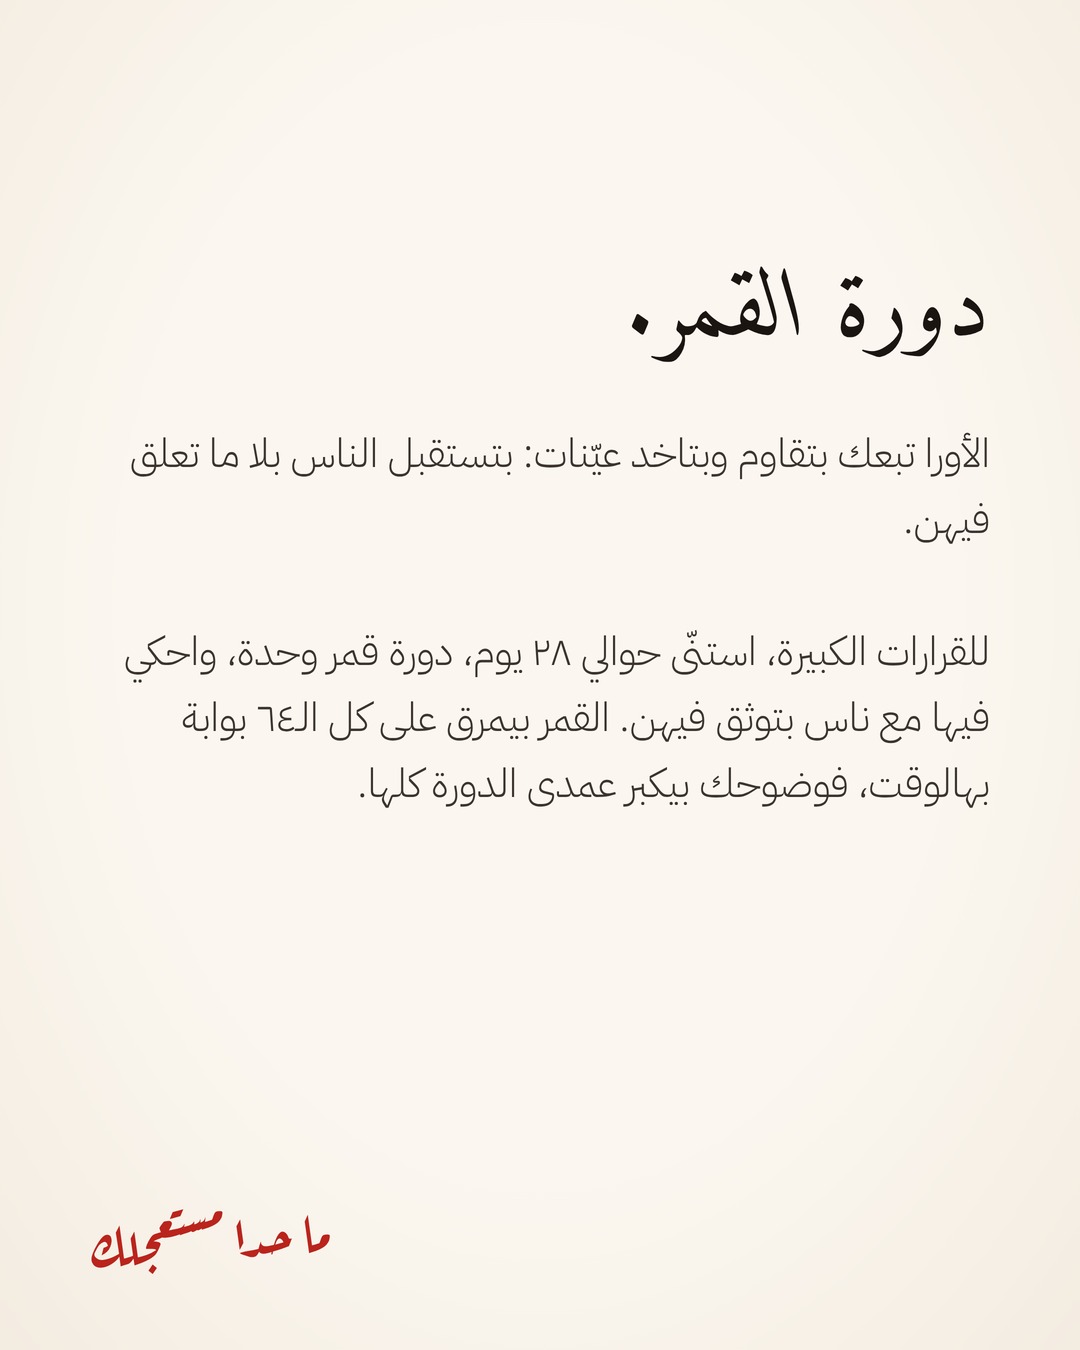 دورة القمر.
الأورا تبعك بتقاوم وبتاخد عيّنات: بتستقبل الناس بلا ما تعلق
فيهن.
للقرارات الكبيرة، استنّى حوالي ٢٨ يوم، دورة قمر وحدة، واحكي
فيها مع ناس بتوثق فيهن. القمر بيمرق على كل الـ٦٤ بوابة
بهالوقت، فوضوحك بيكبر عمدى الدورة كلها.
ما حدا مستعجلك